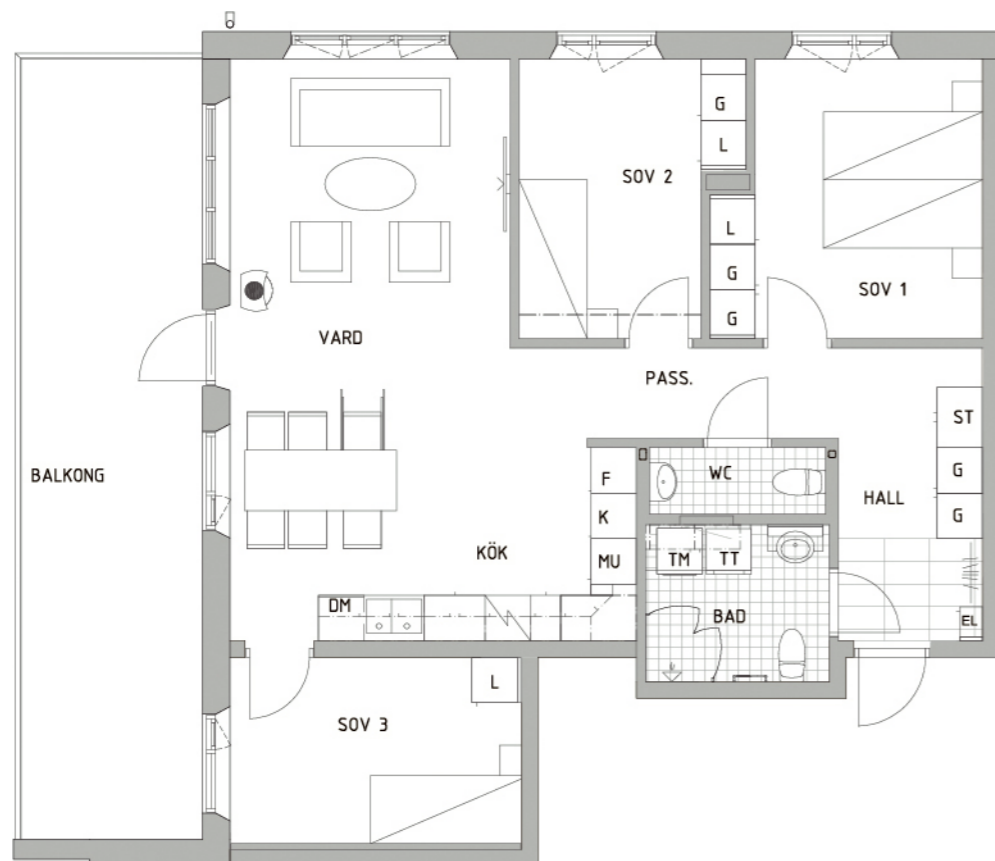 G
L
SOV 2
L
G
G
SOV 1
VARD
PASS.
ST
G
G
HALL
BALKONG
WC
F
K
MU
KÖK
TM
TT
DM
BAD
EL
L
SOV 3